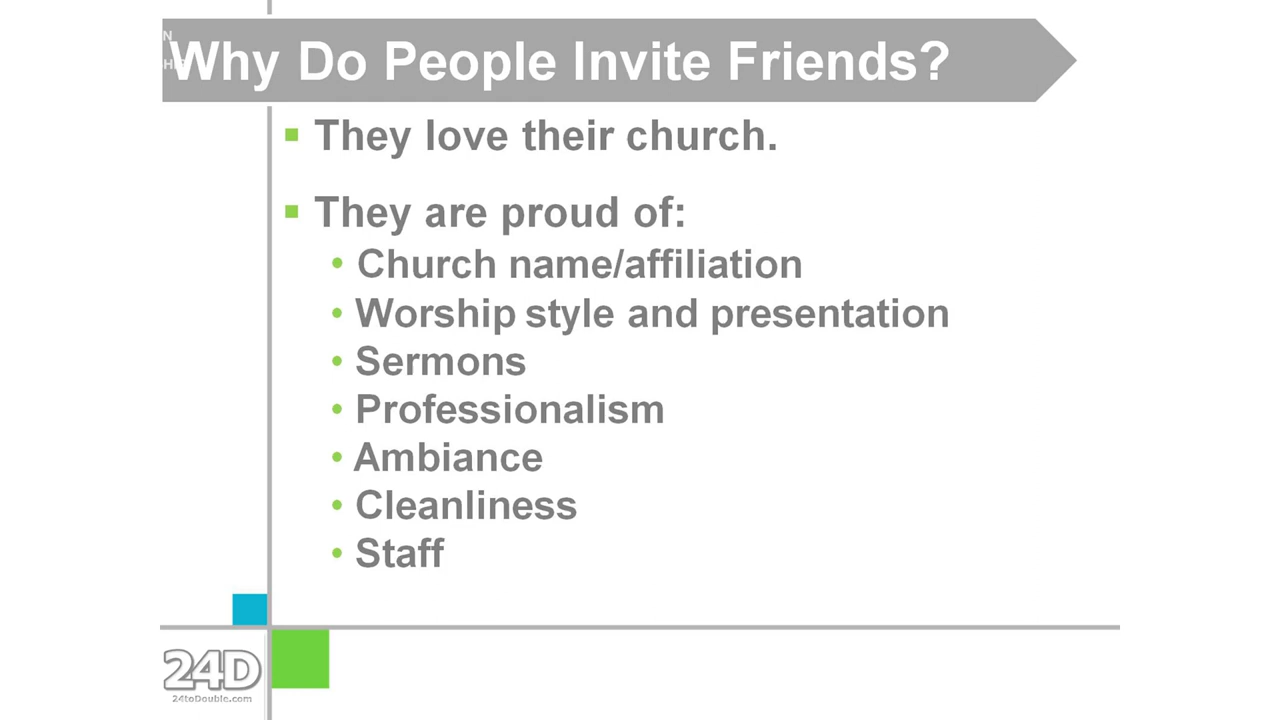 Why Do People Invite Friends?
They love their church.
They are proud of:
Church name/affiliation
Worship style and presentation
Sermons
Professionalism
Ambiance
Cleanliness
Staff
24D
24toDouble.com